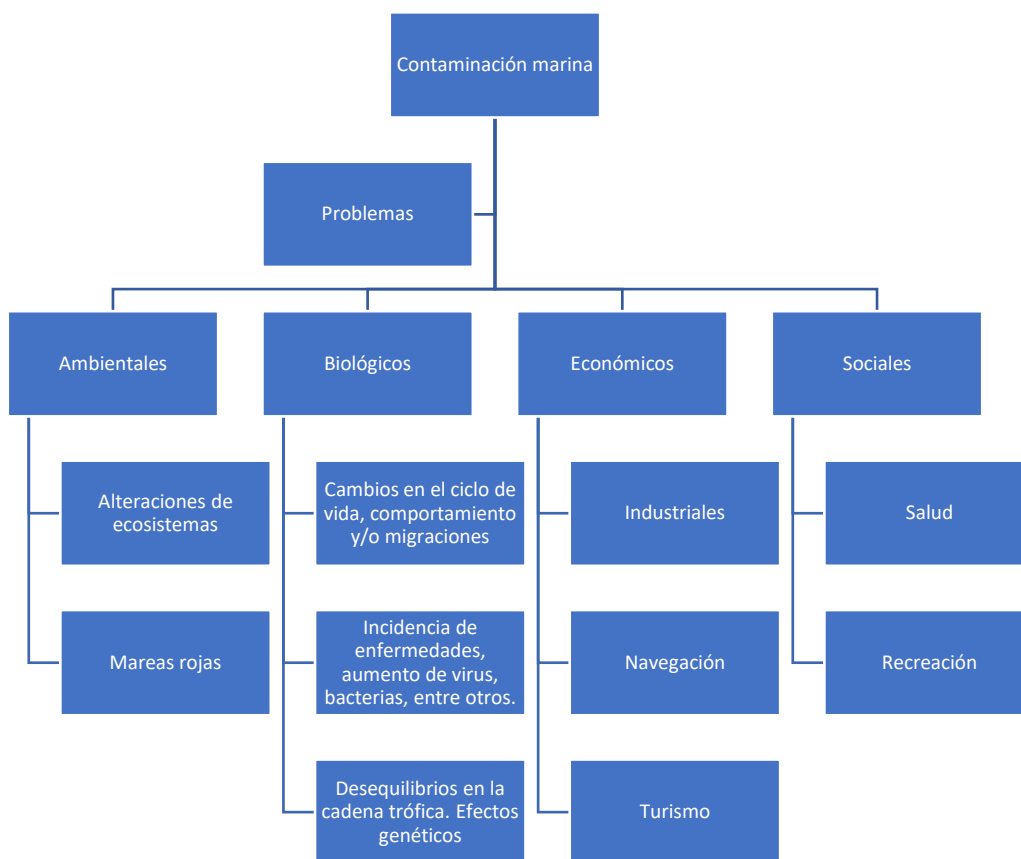 Contaminación marina
Problemas
Ambientales
Biológicos
Económicos
Sociales
Alteraciones de
ecosistemas
Cambios en el ciclo de
vida, comportamiento
y/o migraciones
Industriales
Salud
Mareas rojas
Incidencia de
enfermedades,
aumento de virus,
bacterias, entre otros.
Navegación
Recreación
Desequilibrios en la
cadena trófica. Efectos
genéticos
Turismo